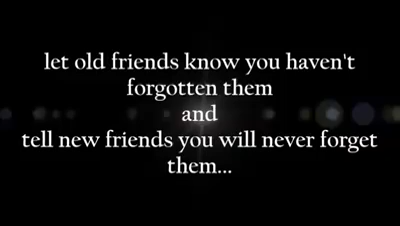 let old friends know you haven't
forgotten them
and
tell new friends you will never forget
them...